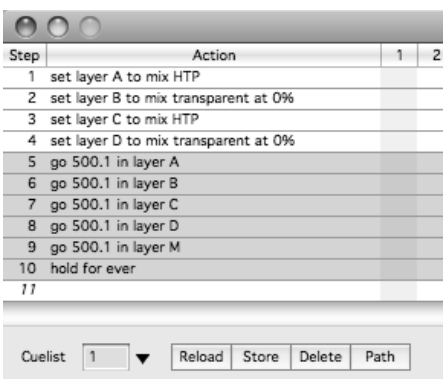 Step Action 1 2
1 set layer A to mix HTP
2 set layer B to mix transparent at 0%
3 set layer C to mix HTP
4 set layer D to mix transparent at 0%
5 go 500.1 in layer A
6 go 500.1 in layer B
7 go 500.1 in layer C
8 go 500.1 in layer D
9 go 500.1 in layer M
10 hold for ever
11
Cuelist 1 Reload Store Delete Path